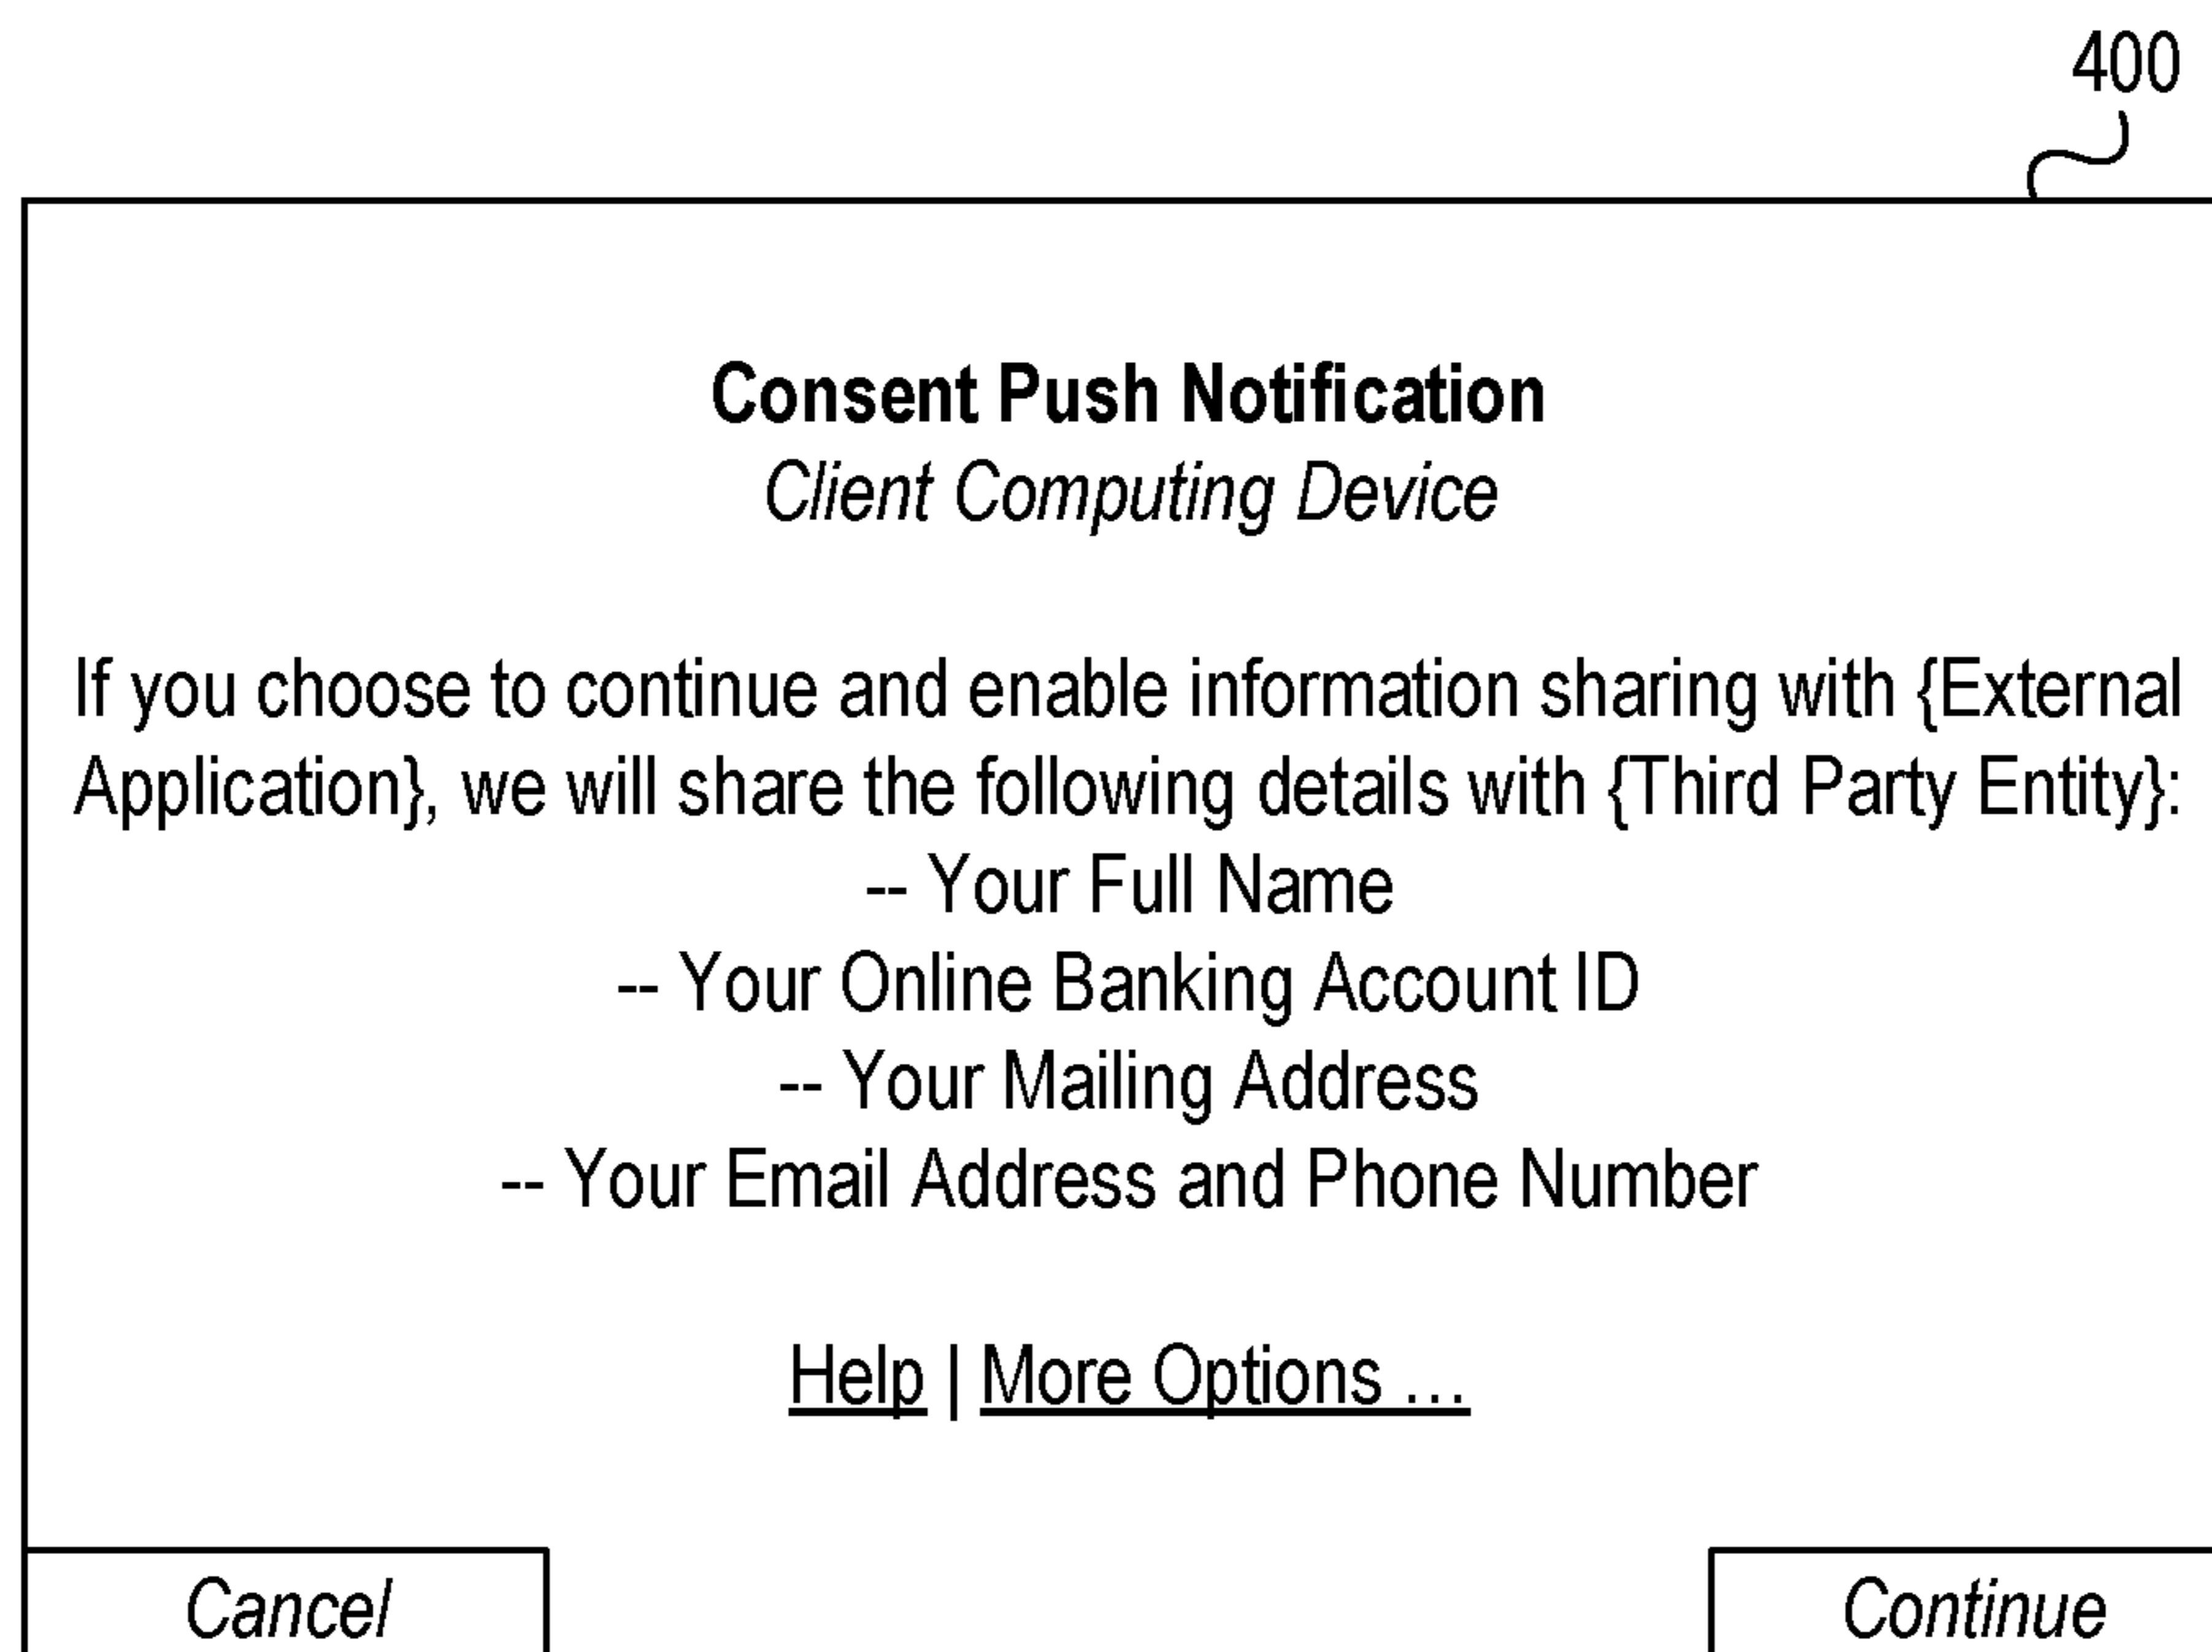 400
Consent Push Notification
Client Computing Device
If you choose to continue and enable information sharing with {External
Application}, we will share the following details with {Third Party Entity}:
-- Your Full Name
-- Your Online Banking Account ID
-- Your Mailing Address
-- Your Email Address and Phone Number
Help | More Options ...
Cancel
Continue